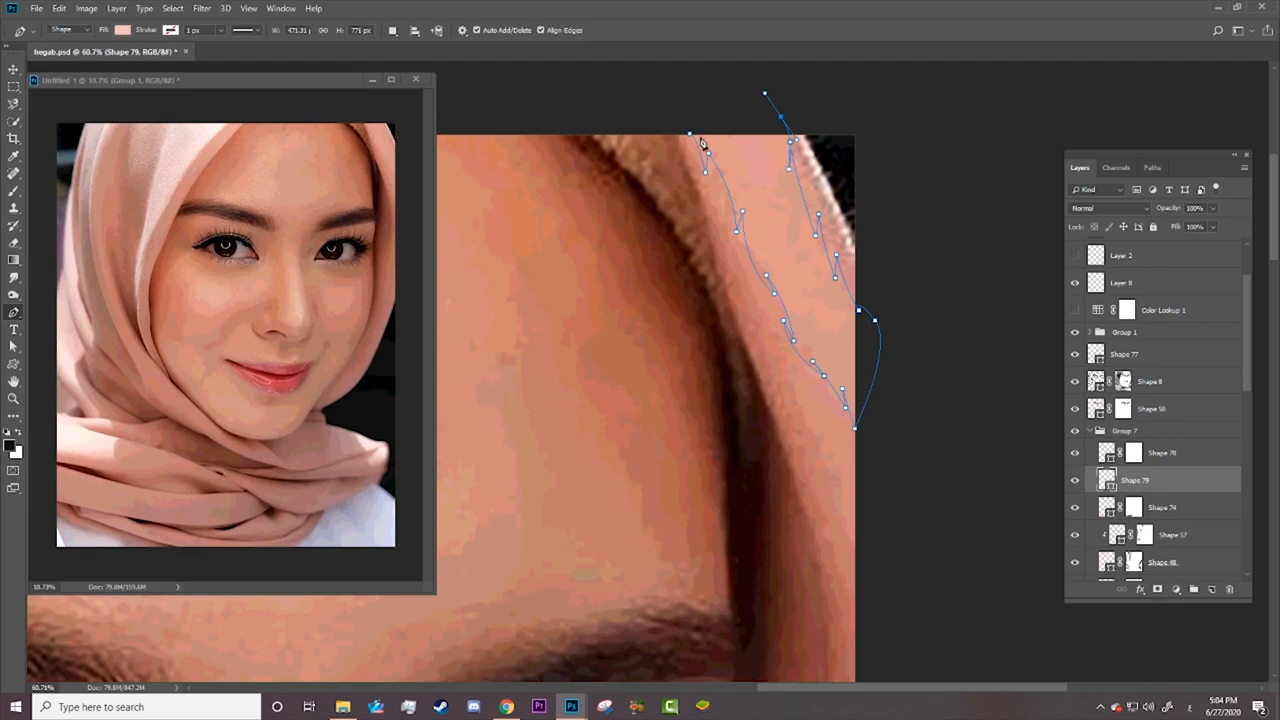 Ps File Edit Image Layer Type Select Filter 3D View Window Help
Shape Fill: Stroke: 1 px W: 471.31 H: 771 px Auto Add/Delete Align Edges
hegab.psd @ 60.7% (Shape 79, RGB/8#) * ×
Ps Untitled-1 @ 10.7% (Group 1, RGB/8#) *
Layers Channels Paths
Kind
Normal Opacity: 100%
Lock: Fill: 100%
Layer 2
Layer 8
Color Lookup 1
Group 1
Shape 77
Shape 8
Shape 58
Group 7
Shape 78
Shape 79
Shape 74
Shape 57
Shape 48
fx
10.73% Doc: 79.8M/159.6M
60.71% Doc: 79.8M/847.2M
Type here to search
Pr Ps
ع 5:04 PM
6/27/2020